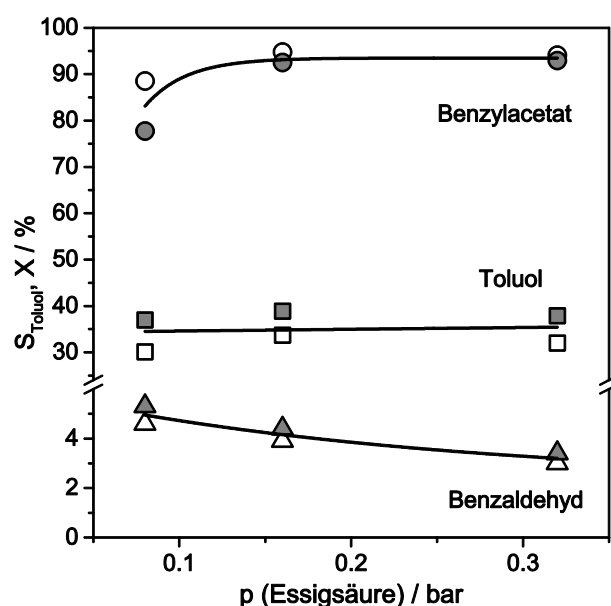 100
90
80
70
60
50
40
30
4
2
0
S_Toluol, X / %
Benzylacetat
Toluol
Benzaldehyd
0.1
0.2
0.3
p (Essigsäure) / bar